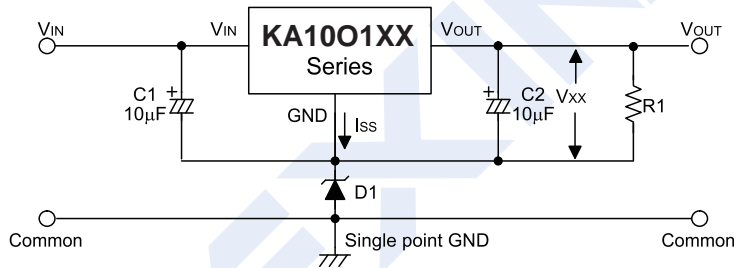 VIN
VIN
KA10O1XX
Series
VOUT
VOUT
C1
10μF
GND
ISS
C2
10μF
VXX
R1
D1
Common
Single point GND
Common